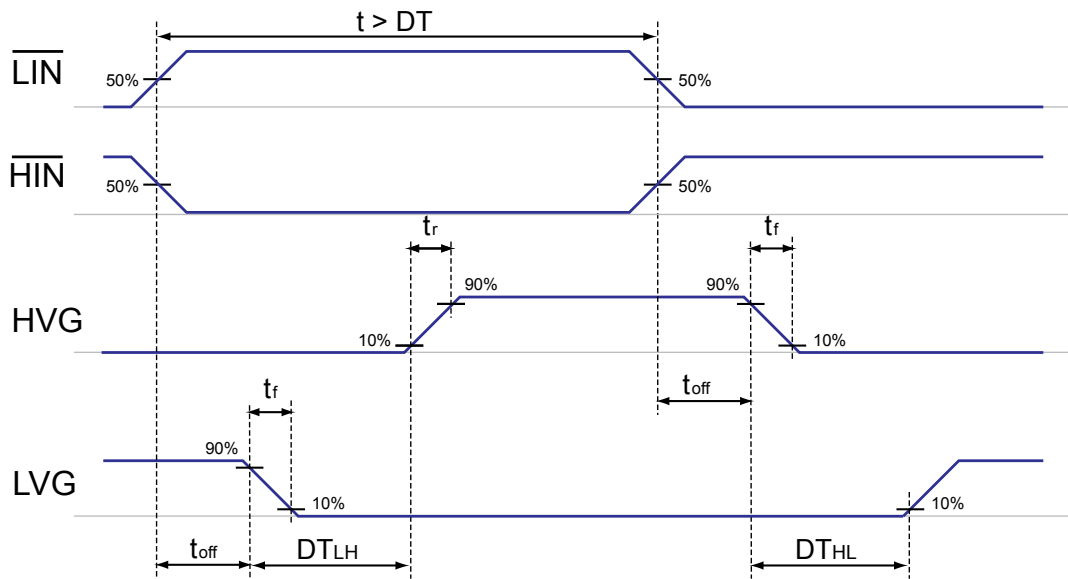 t > DT
LIN
50%
50%
HIN
50%
50%
tr
tf
HVG
90%
90%
10%
10%
tf
toff
LVG
90%
10%
10%
toff
DTLH
DTHL